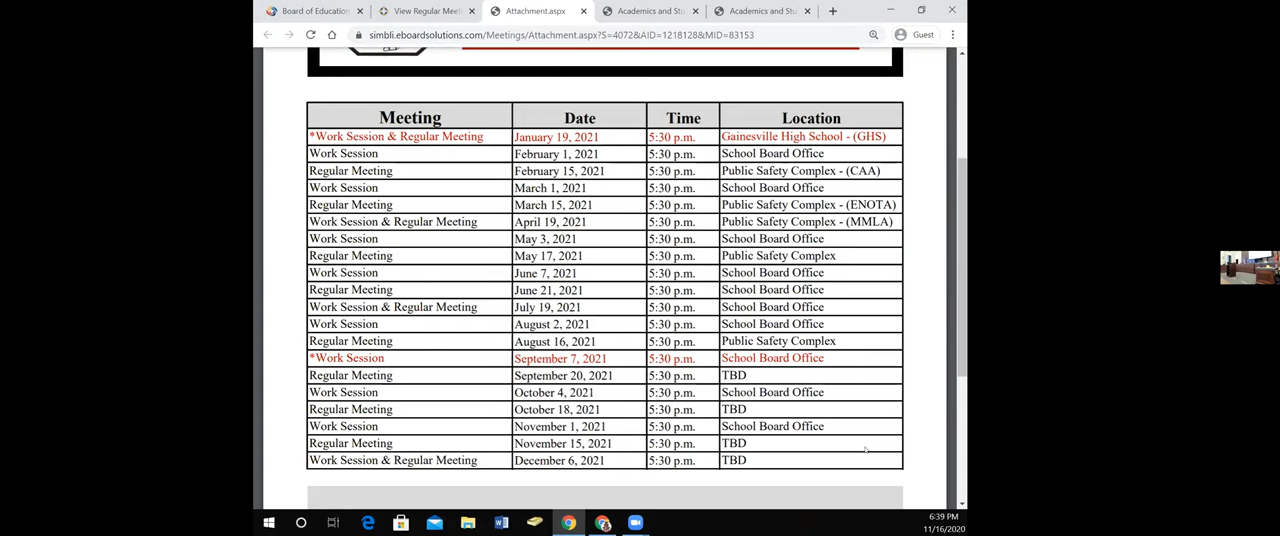 Board of Education
View Regular Meeti
Attachment.aspx
Academics and Stu
Academics and Stu
simbli.eboardsolutions.com/Meetings/Attachment.aspx?S=4072&AID=1218128&MID=83153
Guest
Meeting Date Time Location
*Work Session & Regular Meeting January 19, 2021 5:30 p.m. Gainesville High School - (GHS)
Work Session February 1, 2021 5:30 p.m. School Board Office
Regular Meeting February 15, 2021 5:30 p.m. Public Safety Complex - (CAA)
Work Session March 1, 2021 5:30 p.m. School Board Office
Regular Meeting March 15, 2021 5:30 p.m. Public Safety Complex - (ENOTA)
Work Session & Regular Meeting April 19, 2021 5:30 p.m. Public Safety Complex - (MMLA)
Work Session May 3, 2021 5:30 p.m. School Board Office
Regular Meeting May 17, 2021 5:30 p.m. Public Safety Complex
Work Session June 7, 2021 5:30 p.m. School Board Office
Regular Meeting June 21, 2021 5:30 p.m. School Board Office
Work Session & Regular Meeting July 19, 2021 5:30 p.m. School Board Office
Work Session August 2, 2021 5:30 p.m. School Board Office
Regular Meeting August 16, 2021 5:30 p.m. Public Safety Complex
*Work Session September 7, 2021 5:30 p.m. School Board Office
Regular Meeting September 20, 2021 5:30 p.m. TBD
Work Session October 4, 2021 5:30 p.m. School Board Office
Regular Meeting October 18, 2021 5:30 p.m. TBD
Work Session November 1, 2021 5:30 p.m. School Board Office
Regular Meeting November 15, 2021 5:30 p.m. TBD
Work Session & Regular Meeting December 6, 2021 5:30 p.m. TBD
6:39 PM
11/16/2020